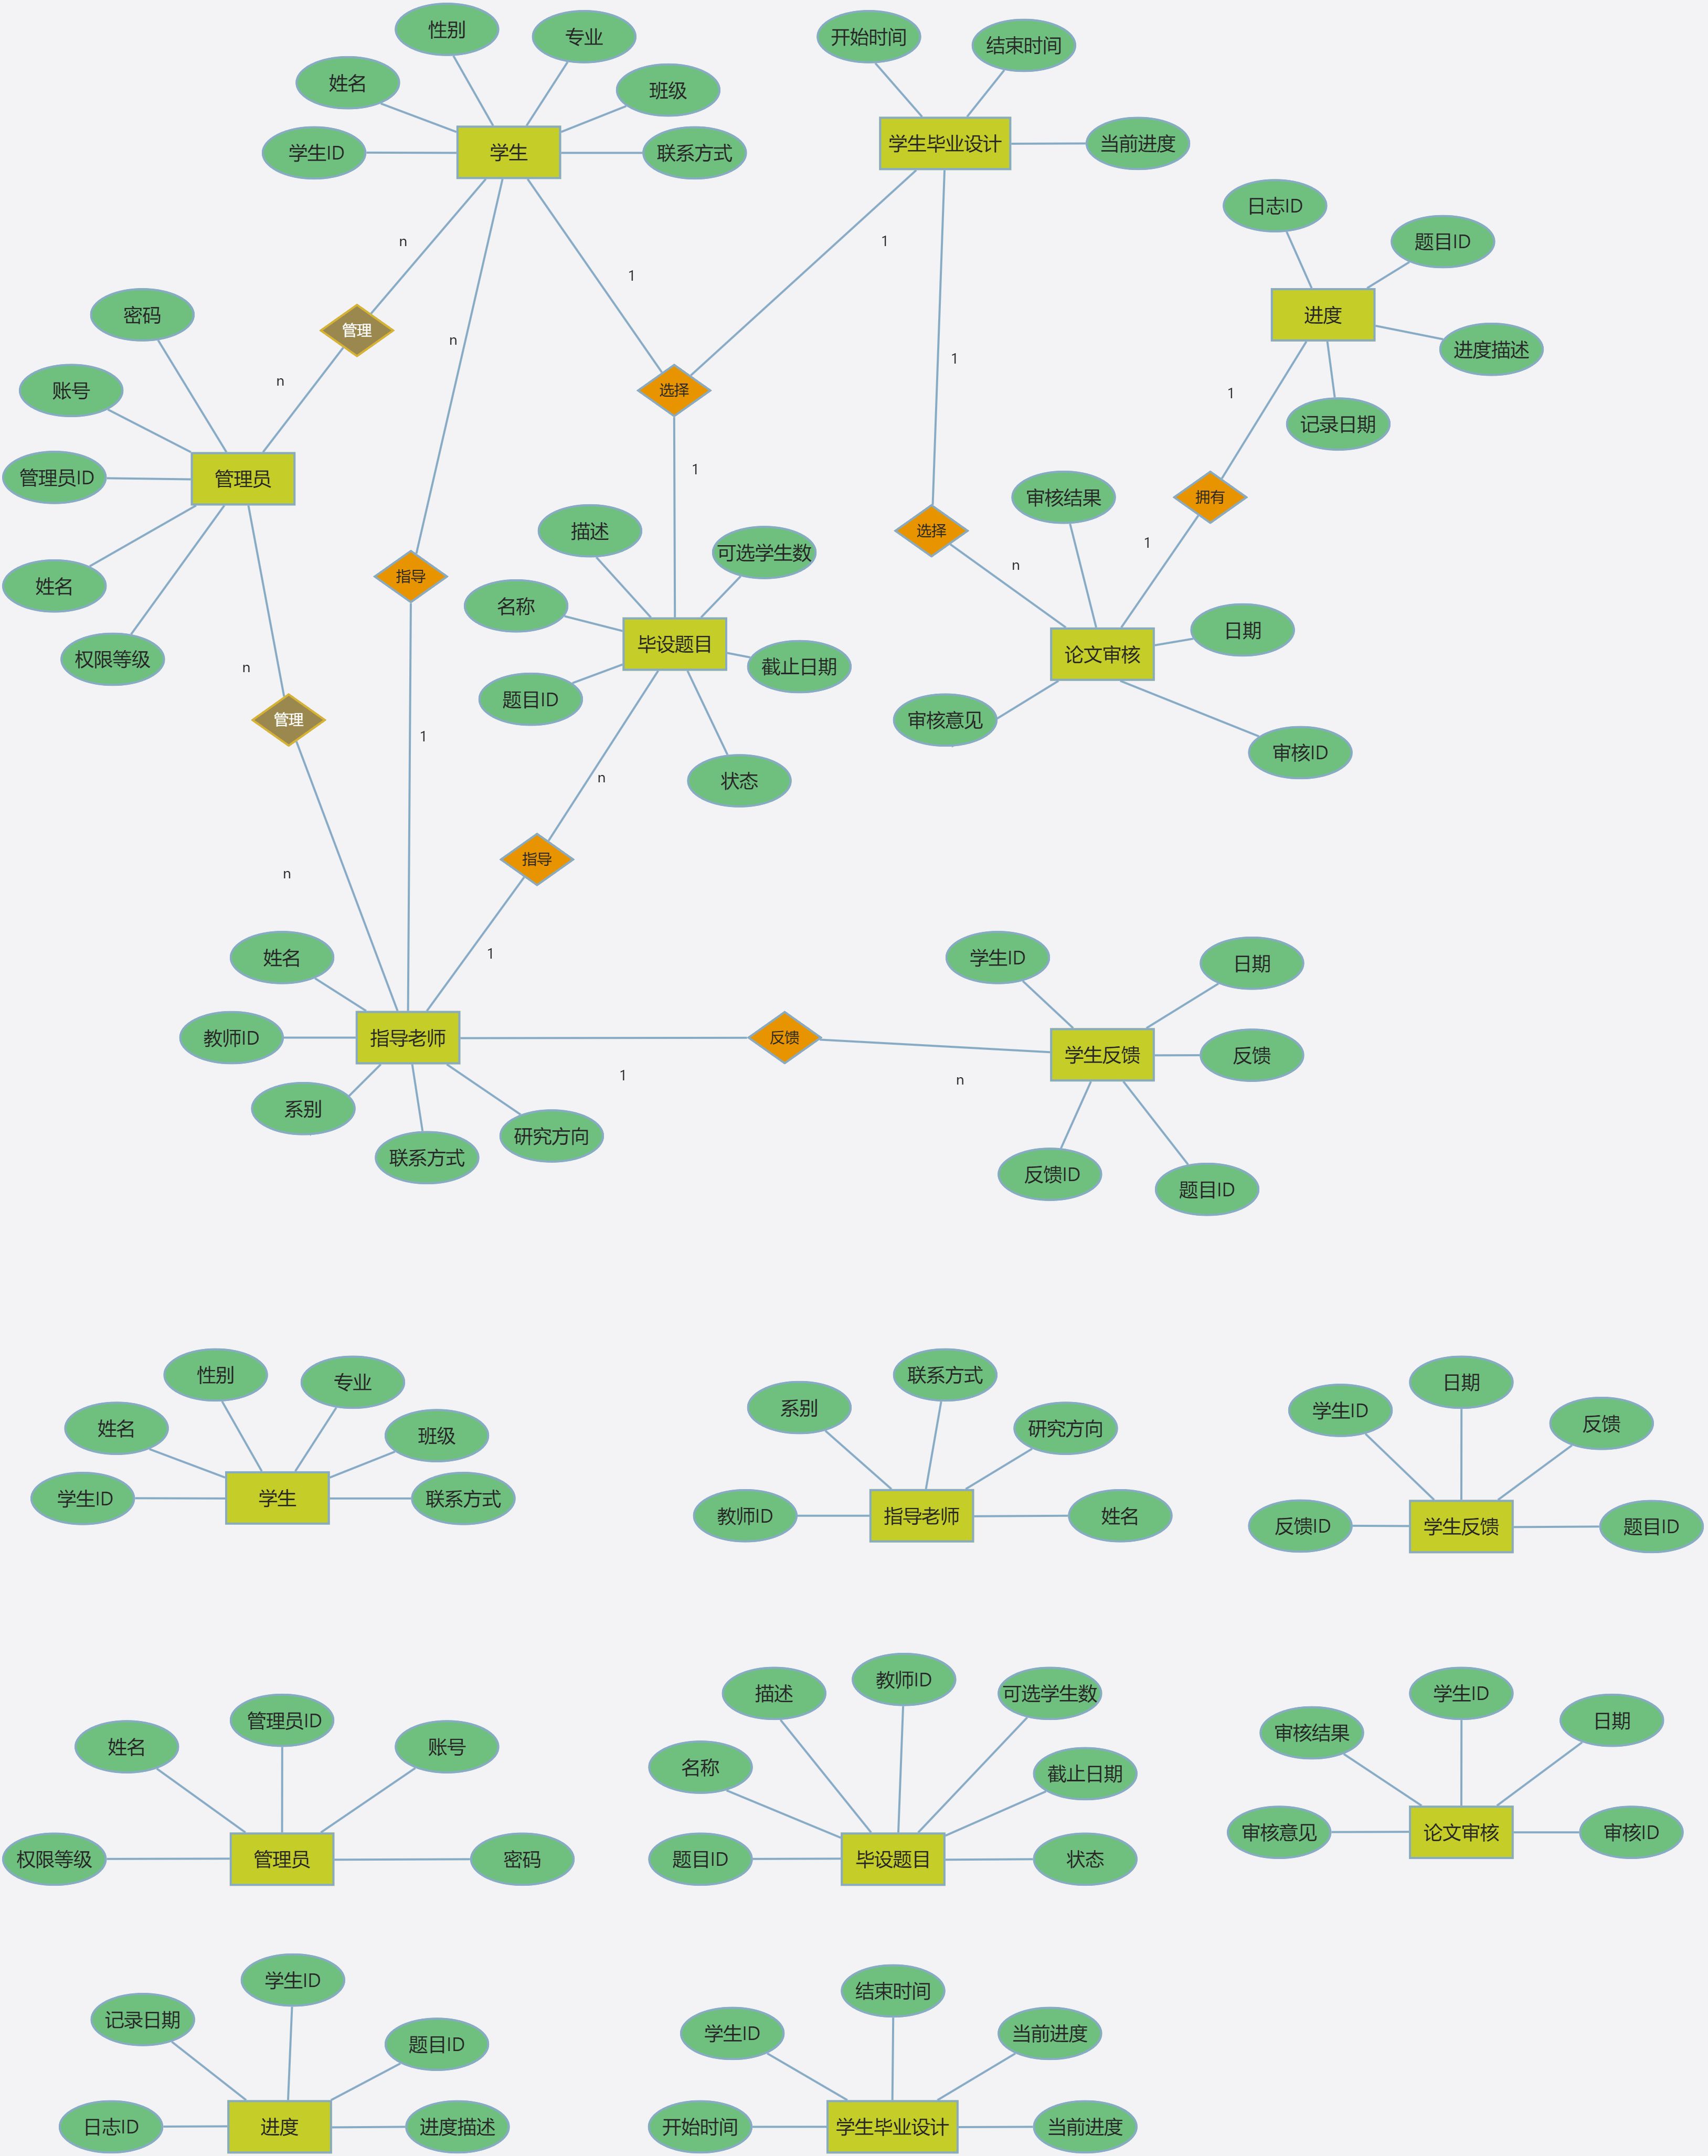 性别
专业
开始时间
结束时间
姓名
班级
学生ID
学生
联系方式
学生毕业设计
当前进度
日志ID
题目ID
n
1
1
密码
管理
n
1
进度
进度描述
账号
n
选择
1
1
记录日期
管理员ID
管理员
1
审核结果
拥有
描述
可选学生数
选择
1
姓名
指导
n
名称
日期
权限等级
毕设题目
论文审核
n
截止日期
题目ID
审核意见
管理
1
审核ID
n
状态
指导
n
1
姓名
学生ID
日期
教师ID
指导老师
反馈
学生反馈
反馈
1
n
系别
研究方向
联系方式
反馈ID
题目ID
性别
专业
联系方式
日期
姓名
班级
系别
研究方向
学生ID
反馈
学生ID
学生
联系方式
教师ID
指导老师
姓名
反馈ID
学生反馈
题目ID
描述
教师ID
可选学生数
学生ID
姓名
管理员ID
账号
审核结果
日期
名称
截止日期
权限等级
管理员
密码
题目ID
毕设题目
状态
审核意见
论文审核
审核ID
学生ID
结束时间
记录日期
题目ID
学生ID
当前进度
日志ID
进度
进度描述
开始时间
学生毕业设计
当前进度